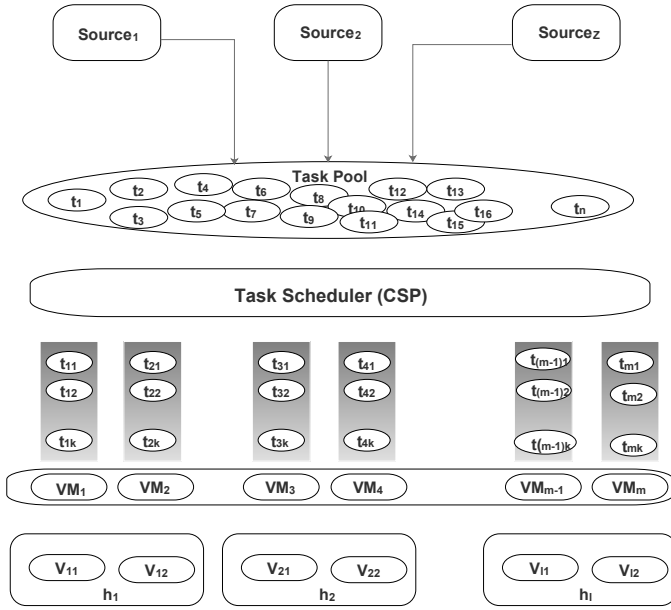 Source1 Source2 SourceZ
Task Pool
t1 t2 t4 t6 t8 t12 t13
t3 t5 t7 t9 t10 t11 t14 t15 t16 tn
Task Scheduler (CSP)
t11 t21 t31 t41 t(m-1)1 tm1
t12 t22 t32 t42 t(m-1)2 tm2
t1k t2k t3k t4k t(m-1)k tmk
VM1 VM2 VM3 VM4 VMm-1 VMm
V11 V12 V21 V22 Vl1 Vl2
h1 h2 hl